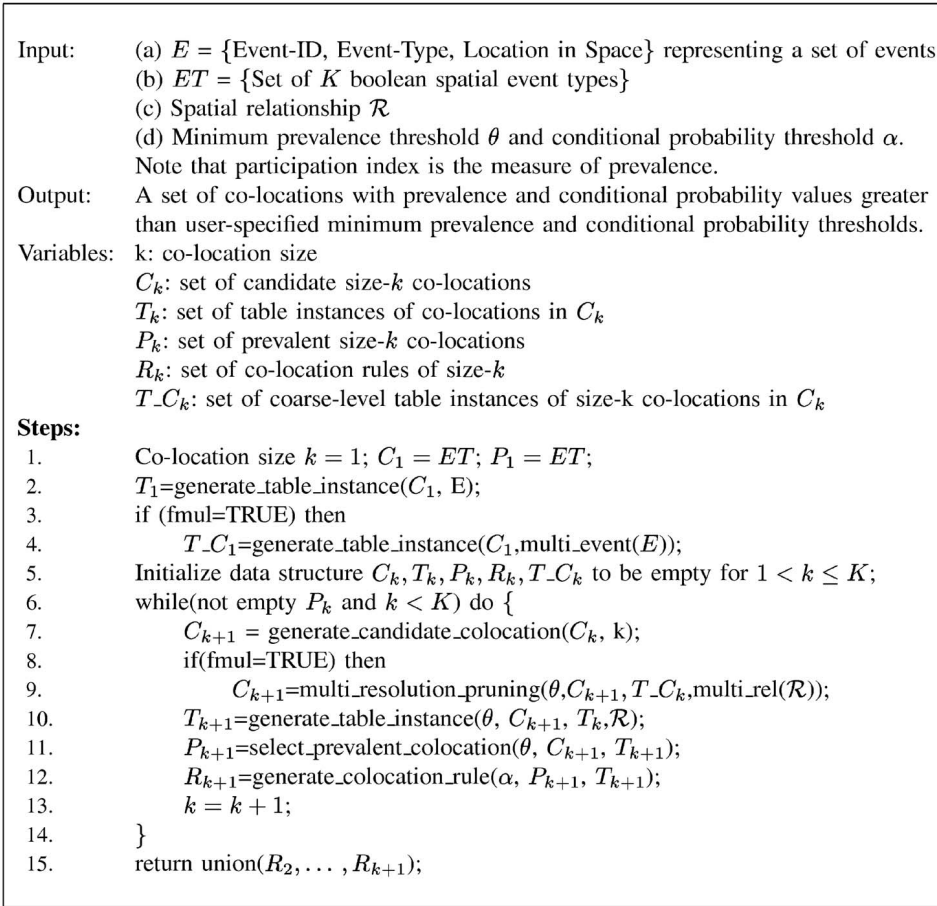 Input: (a) E = {Event-ID, Event-Type, Location in Space} representing a set of events
(b) ET = {Set of K boolean spatial event types}
(c) Spatial relationship ℛ
(d) Minimum prevalence threshold θ and conditional probability threshold α.
Note that participation index is the measure of prevalence.
Output: A set of co-locations with prevalence and conditional probability values greater
than user-specified minimum prevalence and conditional probability thresholds.
Variables: k: co-location size
C_k: set of candidate size-k co-locations
T_k: set of table instances of co-locations in C_k
P_k: set of prevalent size-k co-locations
R_k: set of co-location rules of size-k
T_C_k: set of coarse-level table instances of size-k co-locations in C_k
Steps:
1. Co-location size k = 1; C_1 = ET; P_1 = ET;
2. T_1=generate_table_instance(C_1, E);
3. if (fmul=TRUE) then
4. T_C_1=generate_table_instance(C_1,multi_event(E));
5. Initialize data structure C_k, T_k, P_k, R_k, T_C_k to be empty for 1 < k ≤ K;
6. while(not empty P_k and k < K) do {
7. C_{k+1} = generate_candidate_colocation(C_k, k);
8. if(fmul=TRUE) then
9. C_{k+1}=multi_resolution_pruning(θ,C_{k+1}, T_C_k,multi_rel(ℛ));
10. T_{k+1}=generate_table_instance(θ, C_{k+1}, T_k,ℛ);
11. P_{k+1}=select_prevalent_colocation(θ, C_{k+1}, T_{k+1});
12. R_{k+1}=generate_colocation_rule(α, P_{k+1}, T_{k+1});
13. k = k + 1;
14. }
15. return union(R_2, . . . , R_{k+1});